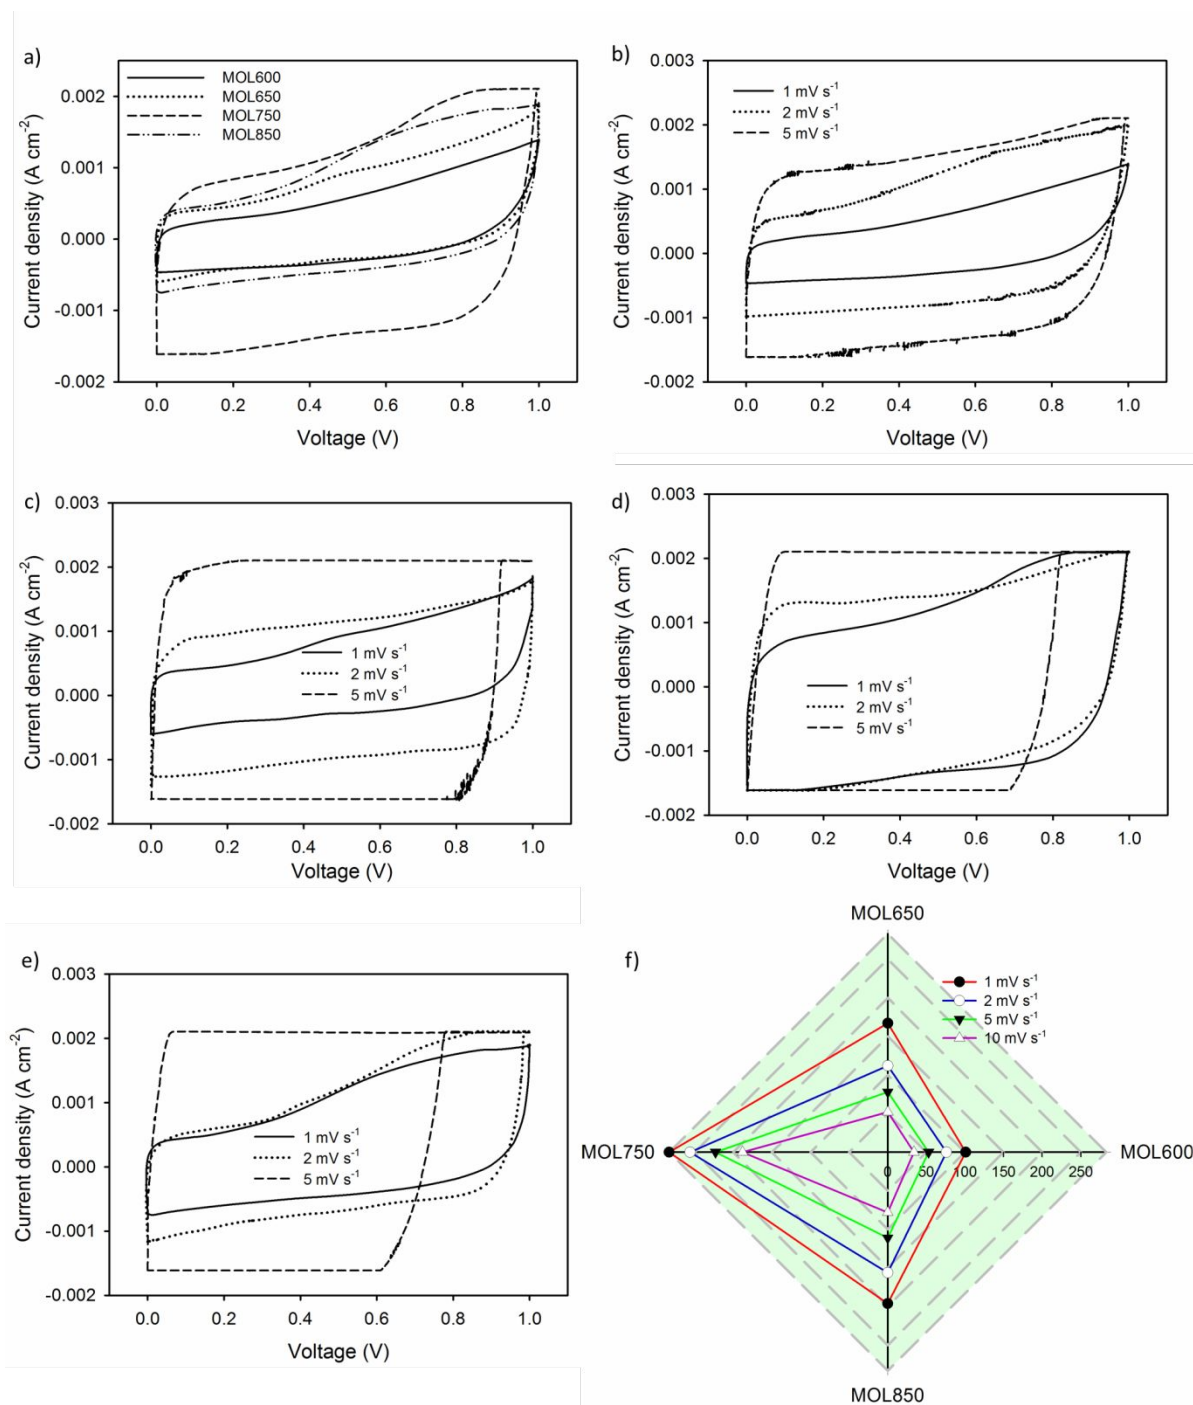 a)
MOL600
MOL650
MOL750
MOL850
Current density (A cm⁻²)
0.002
0.001
0.000
-0.001
-0.002
0.0 0.2 0.4 0.6 0.8 1.0
Voltage (V)
b)
1 mV s⁻¹
2 mV s⁻¹
5 mV s⁻¹
Current density (A cm⁻²)
0.003
0.002
0.001
0.000
-0.001
-0.002
0.0 0.2 0.4 0.6 0.8 1.0
Voltage (V)
c)
1 mV s⁻¹
2 mV s⁻¹
5 mV s⁻¹
Current density (A cm⁻²)
0.003
0.002
0.001
0.000
-0.001
-0.002
0.0 0.2 0.4 0.6 0.8 1.0
Voltage (V)
d)
1 mV s⁻¹
2 mV s⁻¹
5 mV s⁻¹
Current density (A cm⁻²)
0.003
0.002
0.001
0.000
-0.001
-0.002
0.0 0.2 0.4 0.6 0.8 1.0
Voltage (V)
e)
1 mV s⁻¹
2 mV s⁻¹
5 mV s⁻¹
Current density (A cm⁻²)
0.003
0.002
0.001
0.000
-0.001
-0.002
0.0 0.2 0.4 0.6 0.8 1.0
Voltage (V)
f)
MOL650
1 mV s⁻¹
2 mV s⁻¹
5 mV s⁻¹
10 mV s⁻¹
MOL750
MOL600
0 50 100 150 200 250
MOL850